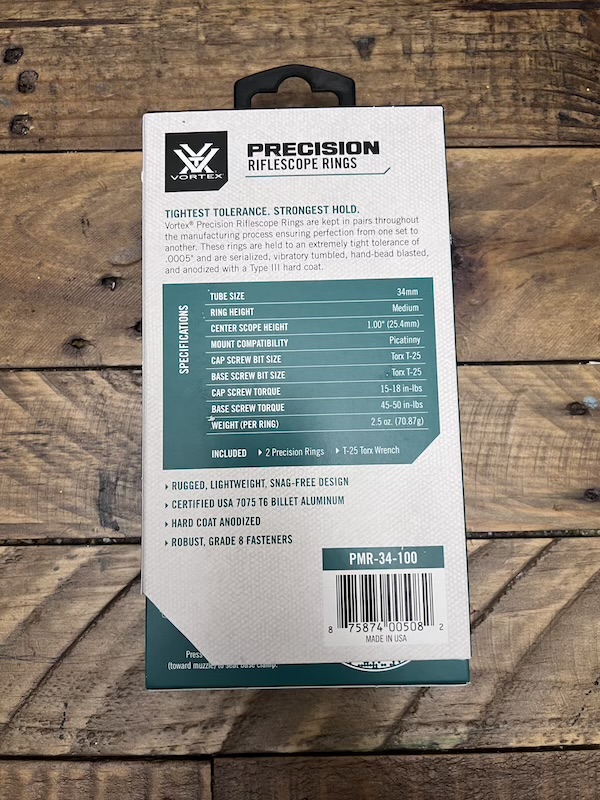 VORTEX
PRECISION
RIFLESCOPE RINGS
TIGHTEST TOLERANCE. STRONGEST HOLD.
Vortex® Precision Riflescope Rings are kept in pairs throughout
the manufacturing process ensuring perfection from one set to
another. These rings are held to an extremely tight tolerance of
.0005" and are serialized, vibratory tumbled, hand-bead blasted,
and anodized with a Type III hard coat.
SPECIFICATIONS
TUBE SIZE 34mm
RING HEIGHT Medium
CENTER SCOPE HEIGHT 1.00" (25.4mm)
MOUNT COMPATIBILITY Picatinny
CAP SCREW BIT SIZE Torx T-25
BASE SCREW BIT SIZE Torx T-25
CAP SCREW TORQUE 15-18 in-lbs
BASE SCREW TORQUE 45-50 in-lbs
WEIGHT (PER RING) 2.5 oz. (70.87g)
INCLUDED 2 Precision Rings T-25 Torx Wrench
RUGGED, LIGHTWEIGHT, SNAG-FREE DESIGN
CERTIFIED USA 7075 T6 BILLET ALUMINUM
HARD COAT ANODIZED
ROBUST, GRADE 8 FASTENERS
PMR-34-100
8 75874 00508 2
MADE IN USA
Press
(toward muzzle) to seat base clamp.